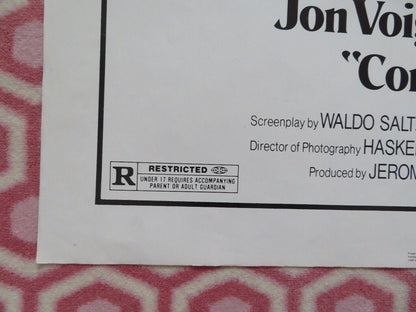 Jon Voig
“Co
Screenplay by WALDO SALT
Director of Photography HASKE
Produced by JEROM
R RESTRICTED
UNDER 17 REQUIRES ACCOMPANYING
PARENT OR ADULT GUARDIAN